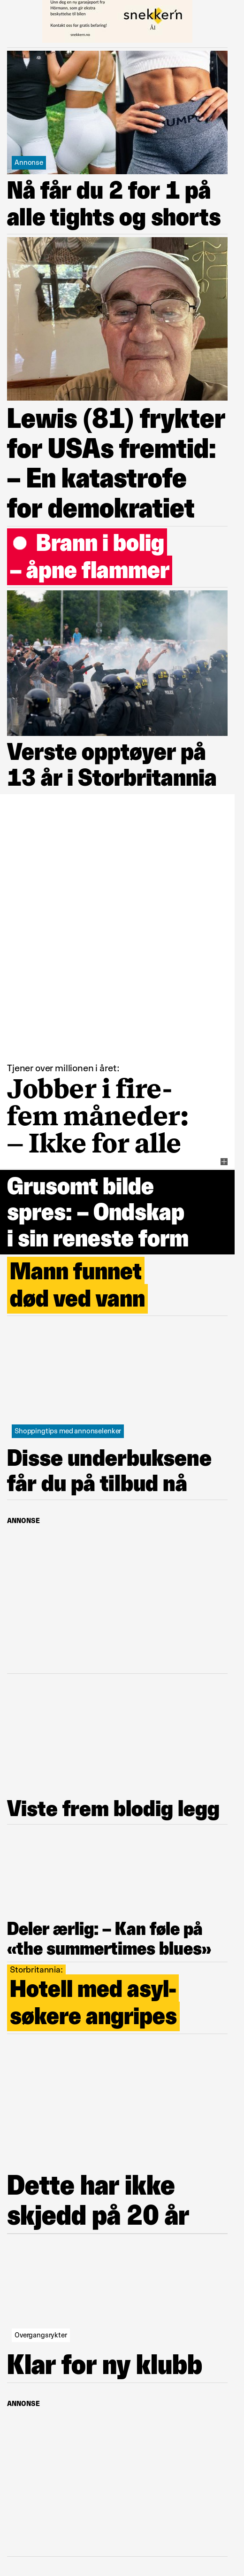 Unn deg en ny garasjeport fra
Hörmann, som gir ekstra
beskyttelse til bilen
Kontakt oss for gratis befaring!
snekkern.no
snekker'n
Ål
Annonse
Nå får du 2 for 1 på
alle tights og shorts
Lewis (81) frykter
for USAs fremtid:
– En katastrofe
for demokratiet
Brann i bolig
– åpne flammer
Verste opptøyer på
13 år i Storbritannia
Tjener over millionen i året:
Jobber i fire-
fem måneder:
– Ikke for alle
Grusomt bilde
spres: – Ondskap
i sin reneste form
Mann funnet
død ved vann
Shoppingtips med annonselenker
Disse underbuksene
får du på tilbud nå
ANNONSE
Viste frem blodig legg
Deler ærlig: – Kan føle på
«the summertimes blues»
Storbritannia:
Hotell med asyl-
søkere angripes
Dette har ikke
skjedd på 20 år
Overgangsrykter
Klar for ny klubb
ANNONSE